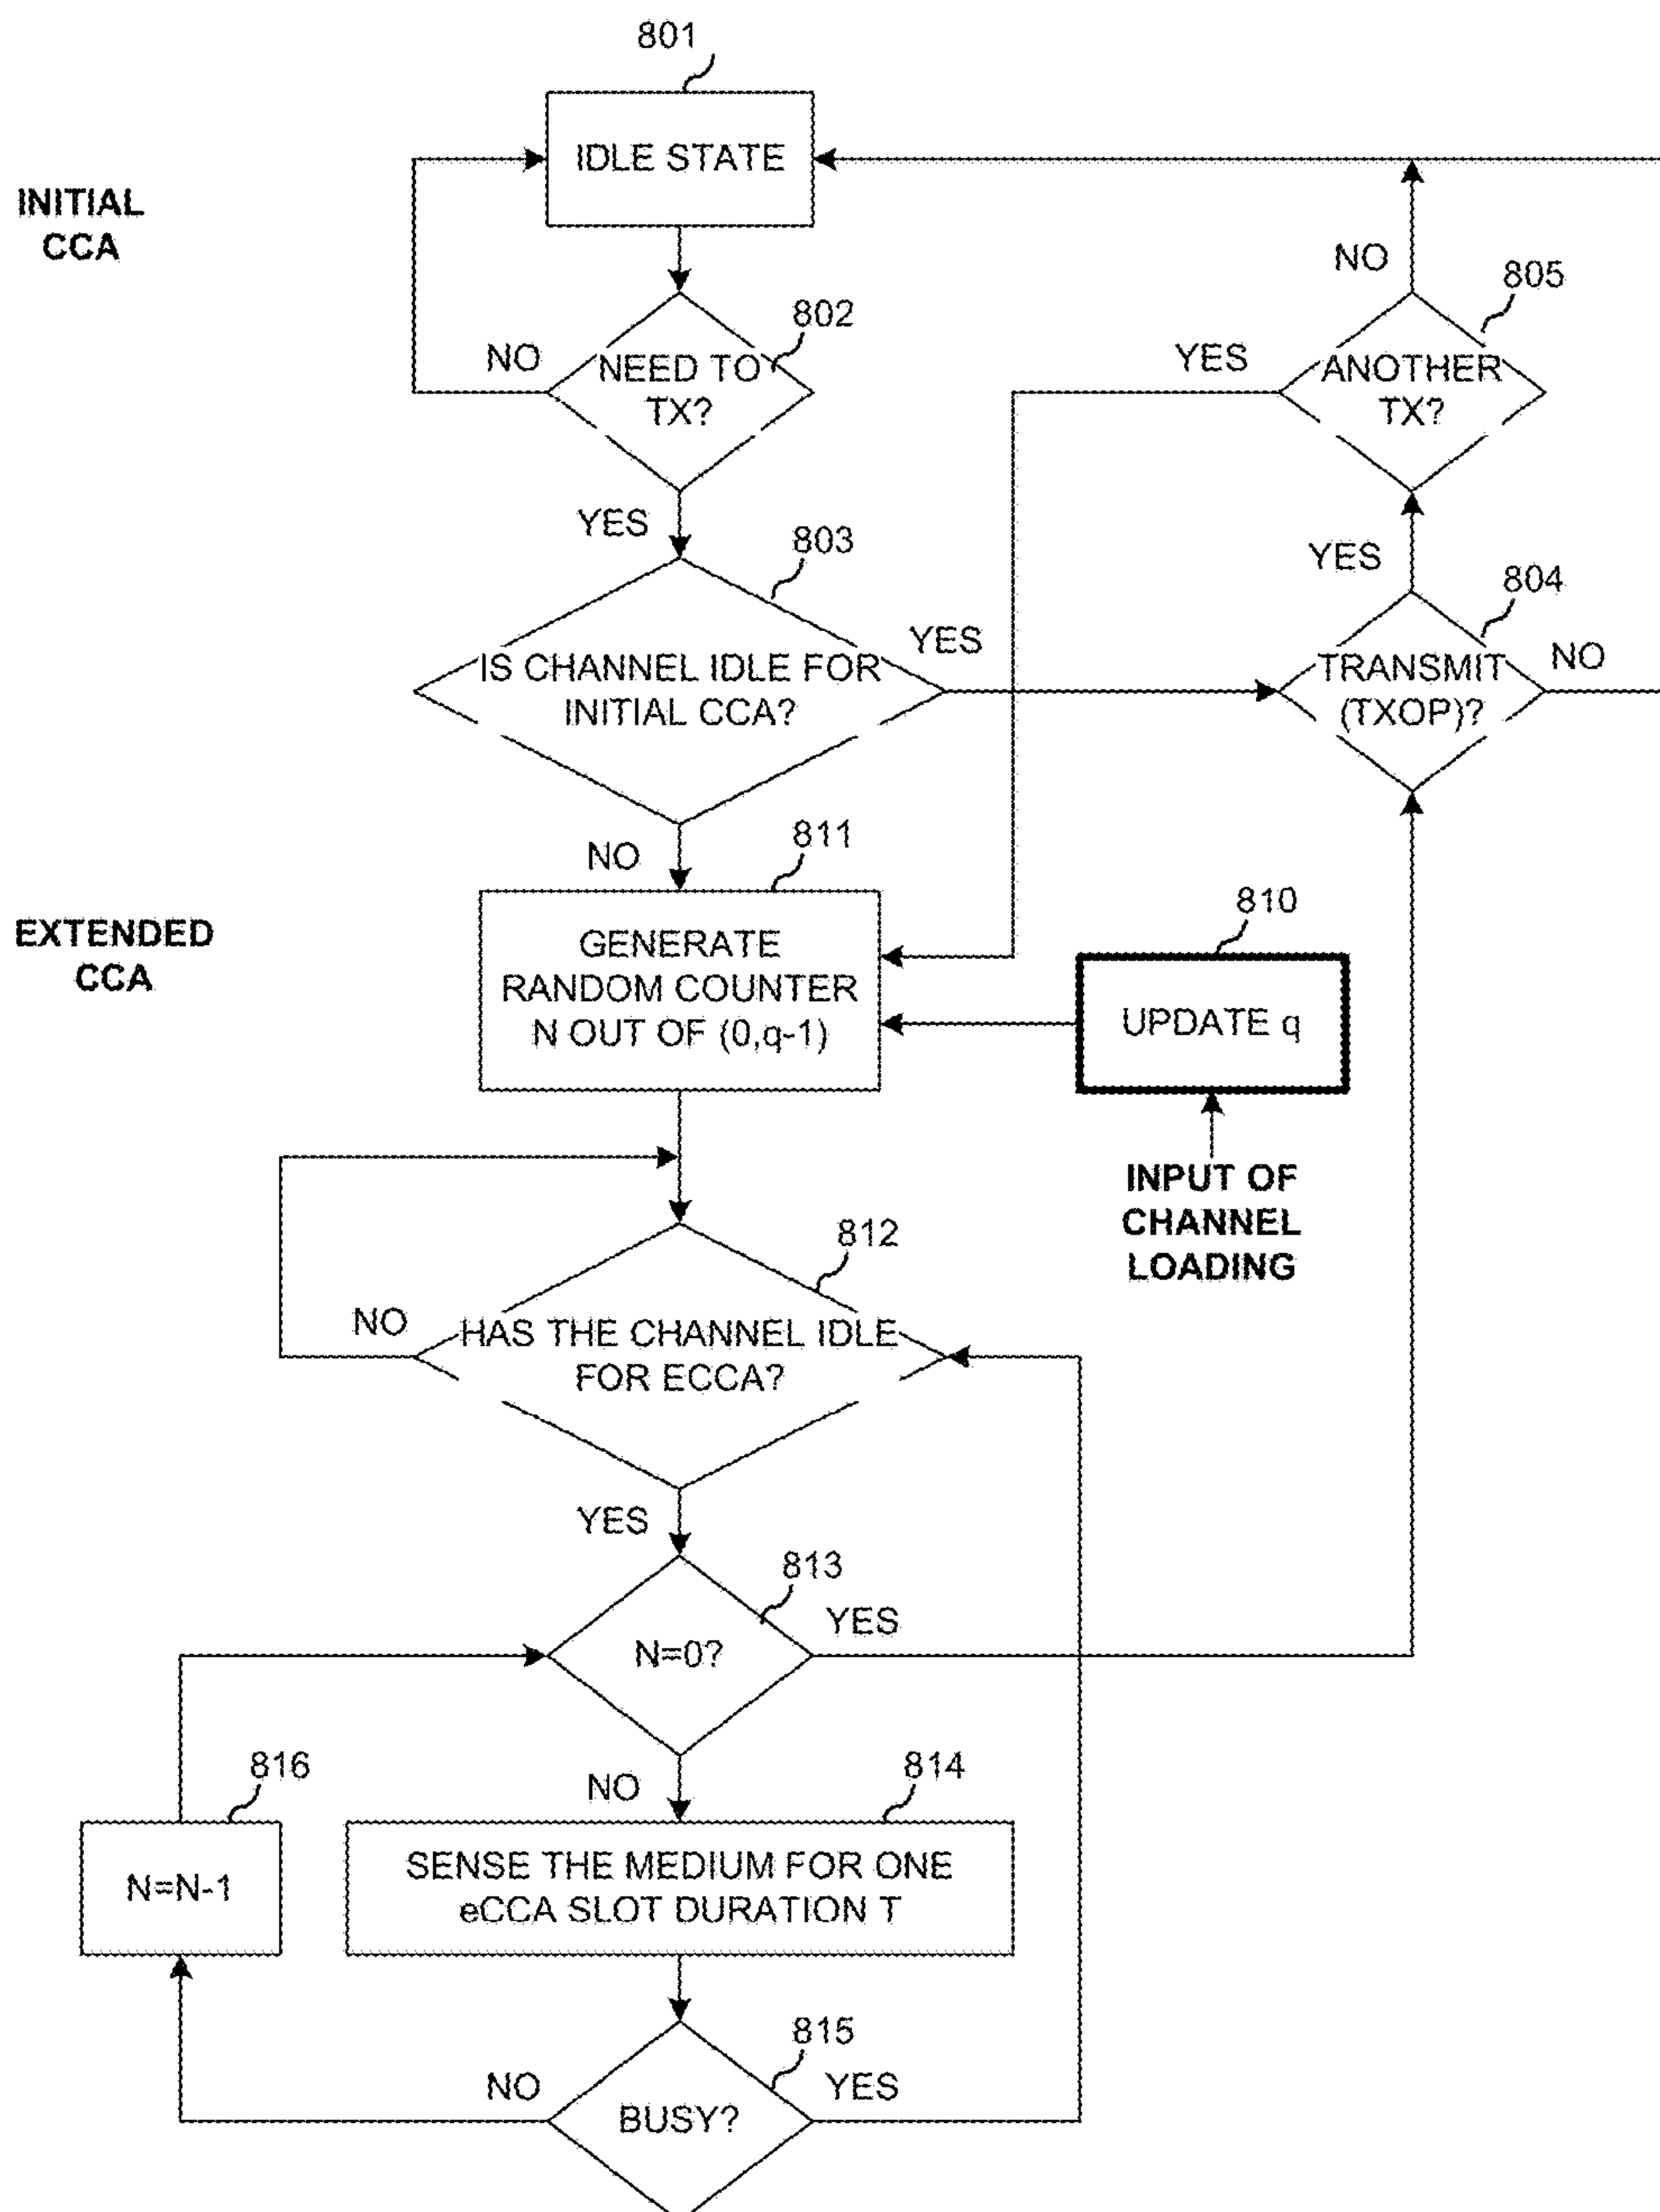 801
IDLE STATE
INITIAL
CCA
NO
805
802
NO
NEED TO
TX?
YES
ANOTHER
TX?
YES
803
YES
804
IS CHANNEL IDLE FOR
INITIAL CCA?
YES
TRANSMIT
(TXOP)?
NO
NO
811
EXTENDED
CCA
GENERATE
RANDOM COUNTER
N OUT OF (0,q-1)
810
UPDATE q
INPUT OF
CHANNEL
LOADING
812
NO
HAS THE CHANNEL IDLE
FOR ECCA?
YES
813
N=0?
YES
816
NO
814
N=N-1
SENSE THE MEDIUM FOR ONE
eCCA SLOT DURATION T
815
NO
BUSY?
YES